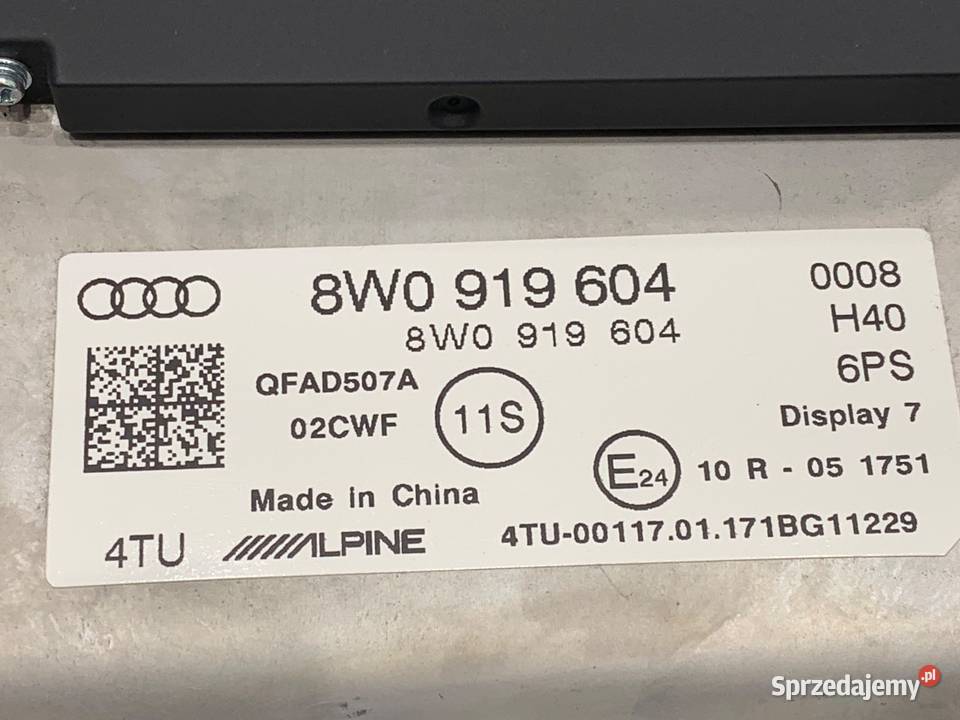 8W0 919 604
0008
8W0 919 604
H40
QFAD507A
6PS
02CWF
11S
Display 7
Made in China
E24
10 R - 05 1751
4TU
ALPINE
4TU-00117.01.171BG11229
Sprzedajemy.pl